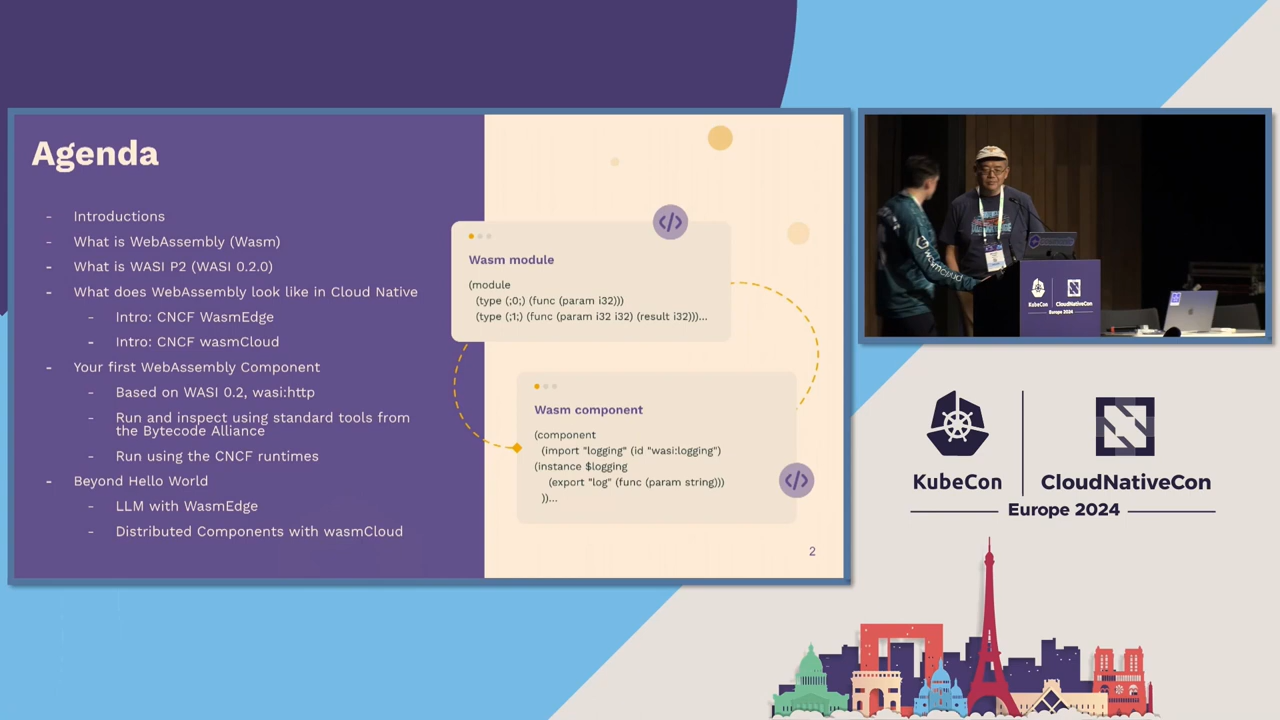 Agenda
- Introductions
- What is WebAssembly (Wasm)
- What is WASI P2 (WASI 0.2.0)
- What does WebAssembly look like in Cloud Native
- Intro: CNCF WasmEdge
- Intro: CNCF wasmCloud
- Your first WebAssembly Component
- Based on WASI 0.2, wasi:http
- Run and inspect using standard tools from
the Bytecode Alliance
- Run using the CNCF runtimes
- Beyond Hello World
- LLM with WasmEdge
- Distributed Components with wasmCloud
</>
Wasm module
(module
(type (;0;) (func (param i32)))
(type (;1;) (func (param i32 i32) (result i32)))...
Wasm component
(component
(import "logging" (id "wasi:logging")
(instance $logging
(export "log" (func (param string)))
))...
</>
2
wasmcloud
KubeCon
CloudNativeCon
Europe 2024
KubeCon
CloudNativeCon
Europe 2024